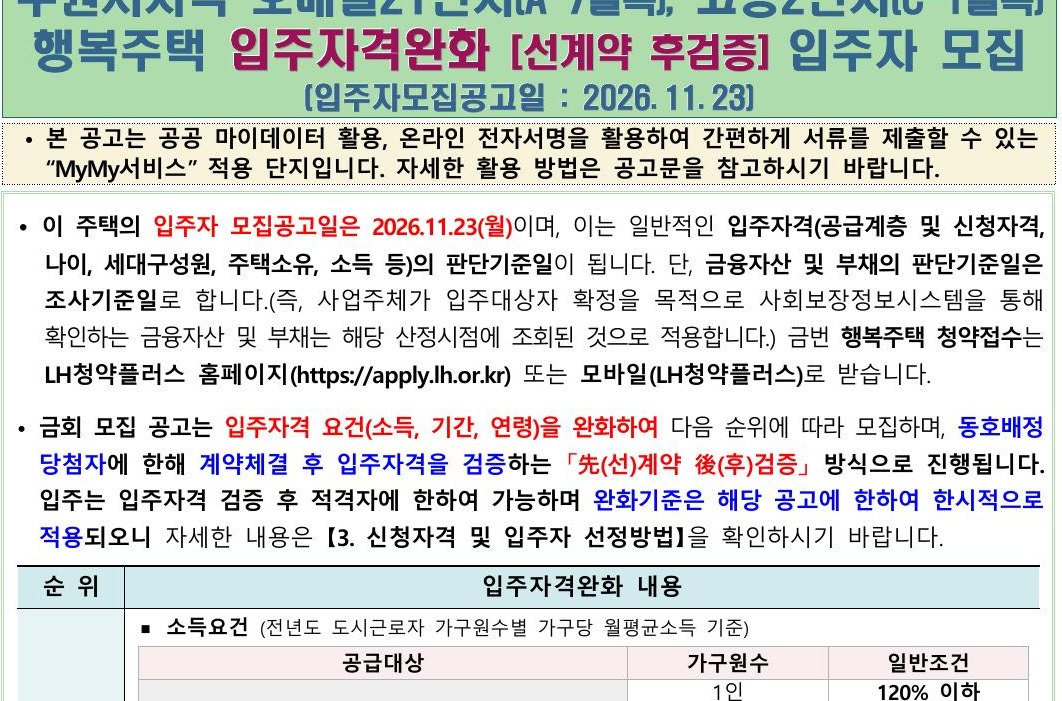 행복주택 입주자격완화 [선계약 후검증] 입주자 모집
(입주자모집공고일 : 2026. 11. 23)
• 본 공고는 공공 마이데이터 활용, 온라인 전자서명을 활용하여 간편하게 서류를 제출할 수 있는
“MyMy서비스” 적용 단지입니다. 자세한 활용 방법은 공고문을 참고하시기 바랍니다.
• 이 주택의 입주자 모집공고일은 2026.11.23(월)이며, 이는 일반적인 입주자격(공급계층 및 신청자격,
나이, 세대구성원, 주택소유, 소득 등)의 판단기준일이 됩니다. 단, 금융자산 및 부채의 판단기준일은
조사기준일로 합니다.(즉, 사업주체가 입주대상자 확정을 목적으로 사회보장정보시스템을 통해
확인하는 금융자산 및 부채는 해당 산정시점에 조회된 것으로 적용합니다.) 금번 행복주택 청약접수는
LH청약플러스 홈페이지(https://apply.lh.or.kr) 또는 모바일(LH청약플러스)로 받습니다.
• 금회 모집 공고는 입주자격 요건(소득, 기간, 연령)을 완화하여 다음 순위에 따라 모집하며, 동호배정
당첨자에 한해 계약체결 후 입주자격을 검증하는 「先(선)계약 後(후)검증」 방식으로 진행됩니다.
입주는 입주자격 검증 후 적격자에 한하여 가능하며 완화기준은 해당 공고에 한하여 한시적으로
적용되오니 자세한 내용은 【3. 신청자격 및 입주자 선정방법】을 확인하시기 바랍니다.
순 위 입주자격완화 내용
▪ 소득요건 (전년도 도시근로자 가구원수별 가구당 월평균소득 기준)
공급대상 가구원수 일반조건
1인 120% 이하